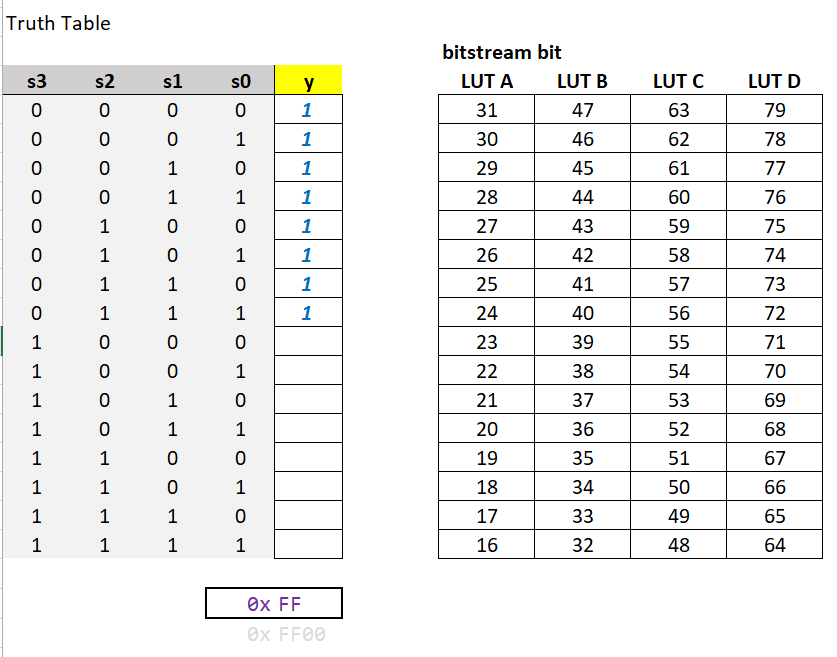 Truth Table
bitstream bit
s3 s2 s1 s0 y LUT A LUT B LUT C LUT D
0 0 0 0 1 31 47 63 79
0 0 0 1 1 30 46 62 78
0 0 1 0 1 29 45 61 77
0 0 1 1 1 28 44 60 76
0 1 0 0 1 27 43 59 75
0 1 0 1 1 26 42 58 74
0 1 1 0 1 25 41 57 73
0 1 1 1 1 24 40 56 72
1 0 0 0 23 39 55 71
1 0 0 1 22 38 54 70
1 0 1 0 21 37 53 69
1 0 1 1 20 36 52 68
1 1 0 0 19 35 51 67
1 1 0 1 18 34 50 66
1 1 1 0 17 33 49 65
1 1 1 1 16 32 48 64
0x FF
0x FF00